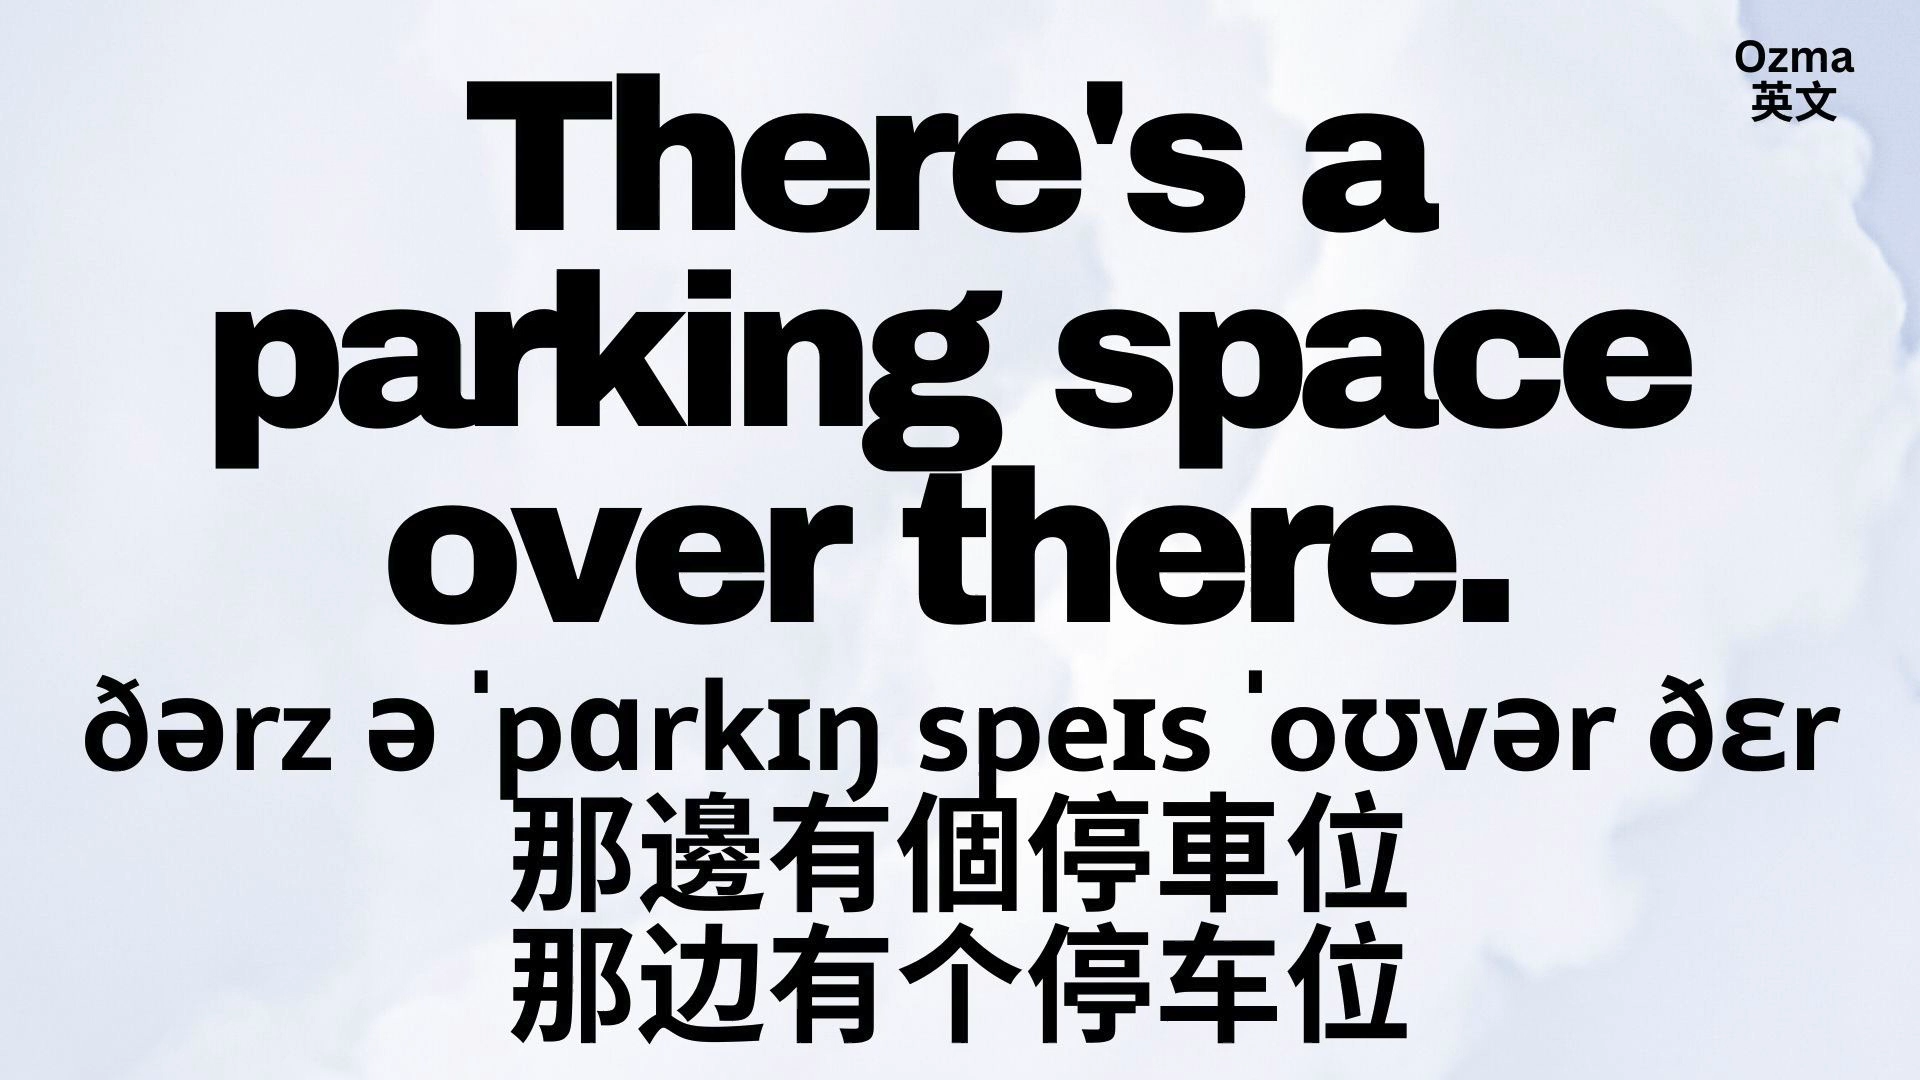 Ozma
英文
There's a
parking space
over there.
ðərz ə ˈpɑrkɪŋ speɪs ˈoʊvər ðɛr
那邊有個停車位
那边有个停车位